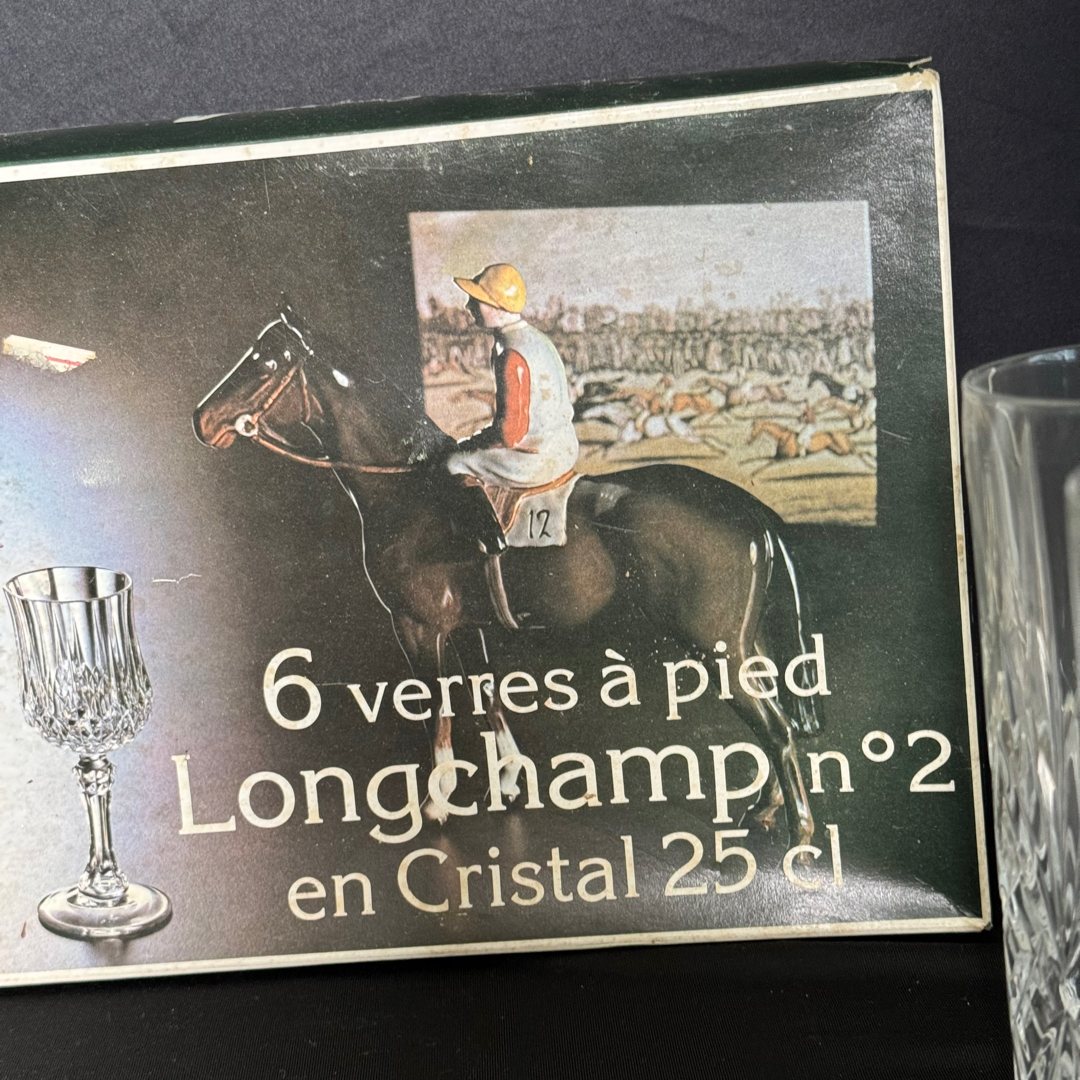 12
6 verres à pied
Longchamp n°2
en Cristal 25 cl